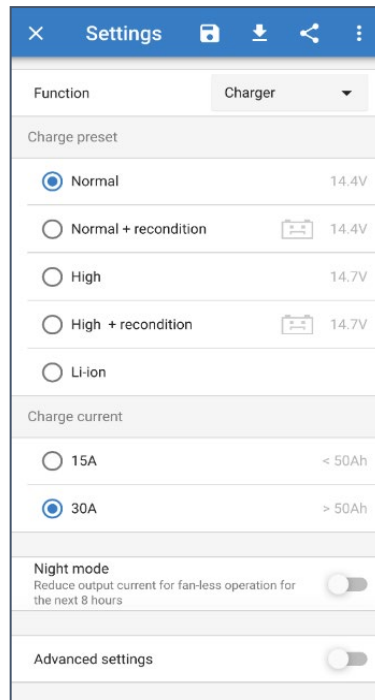 Settings
Function Charger
Charge preset
Normal 14.4V
Normal + recondition 14.4V
High 14.7V
High + recondition 14.7V
Li-ion
Charge current
15A < 50Ah
30A > 50Ah
Night mode
Reduce output current for fan-less operation for
the next 8 hours
Advanced settings